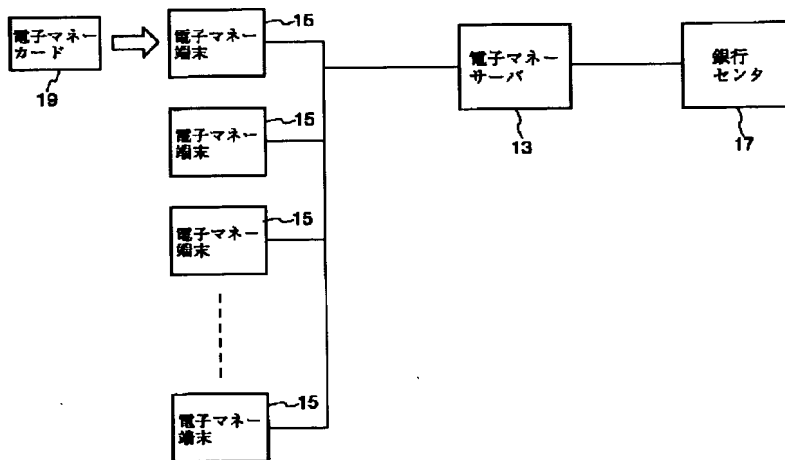 電子マネー
カード
19
電子マネー
端末
15
電子マネー
端末
15
電子マネー
端末
15
電子マネー
端末
15
電子マネー
サーバ
13
銀行
センタ
17